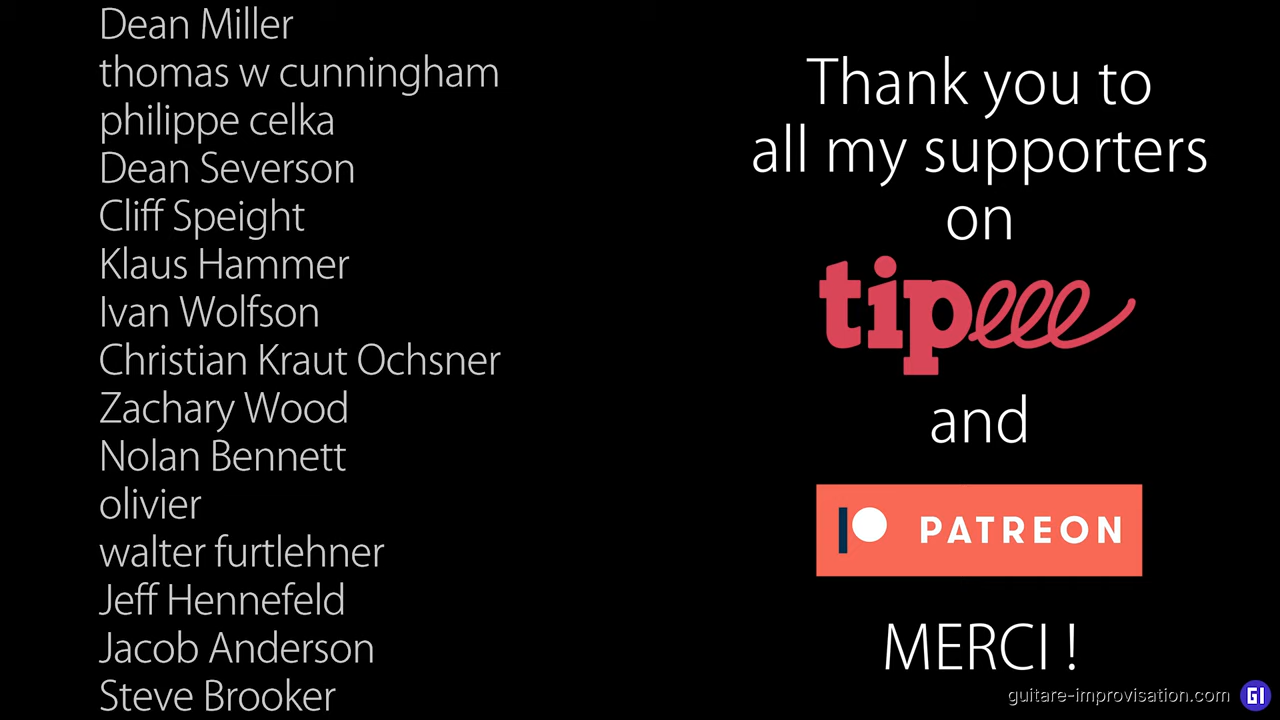 Dean Miller
thomas w cunningham
philippe celka
Dean Severson
Cliff Speight
Klaus Hammer
Ivan Wolfson
Christian Kraut Ochsner
Zachary Wood
Nolan Bennett
olivier
walter furtlehner
Jeff Hennefeld
Jacob Anderson
Steve Brooker
Thank you to
all my supporters
on
tipeee
and
PATREON
MERCI !
guitare-improvisation.com GI